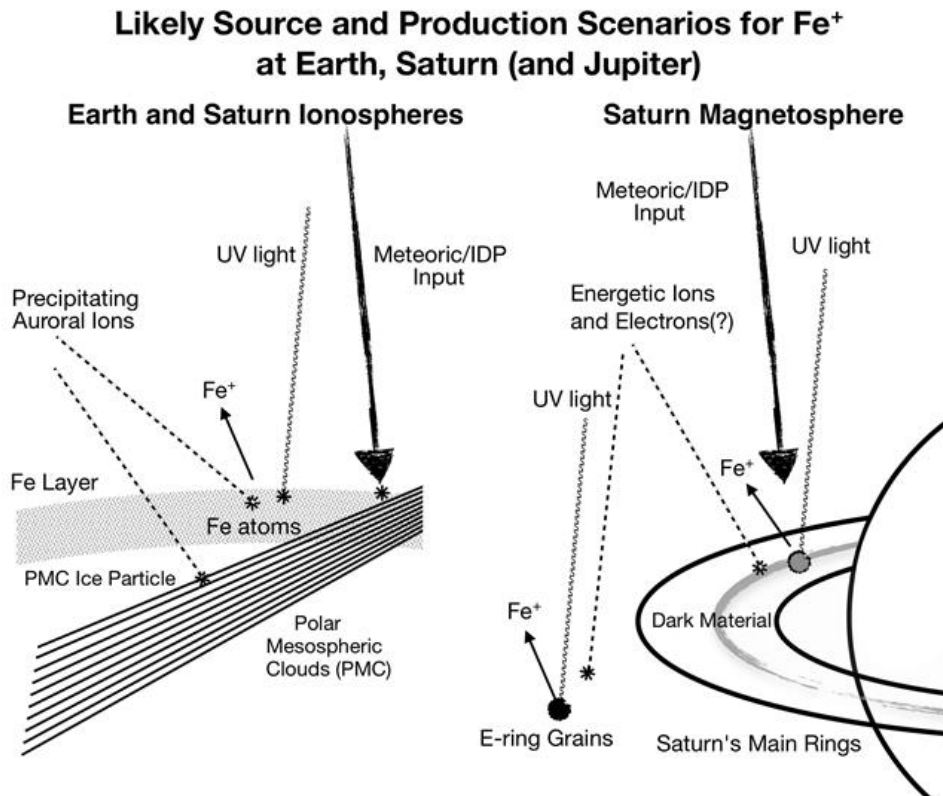 Likely Source and Production Scenarios for Fe⁺
at Earth, Saturn (and Jupiter)
Earth and Saturn Ionospheres
UV light
Meteoric/IDP
Input
Precipitating
Auroral Ions
Fe⁺
Fe Layer
Fe atoms
PMC Ice Particle
Polar
Mesospheric
Clouds (PMC)
Saturn Magnetosphere
Meteoric/IDP
Input
UV light
Energetic Ions
and Electrons(?)
UV light
Fe⁺
Fe⁺
Dark Material
E-ring Grains
Saturn's Main Rings